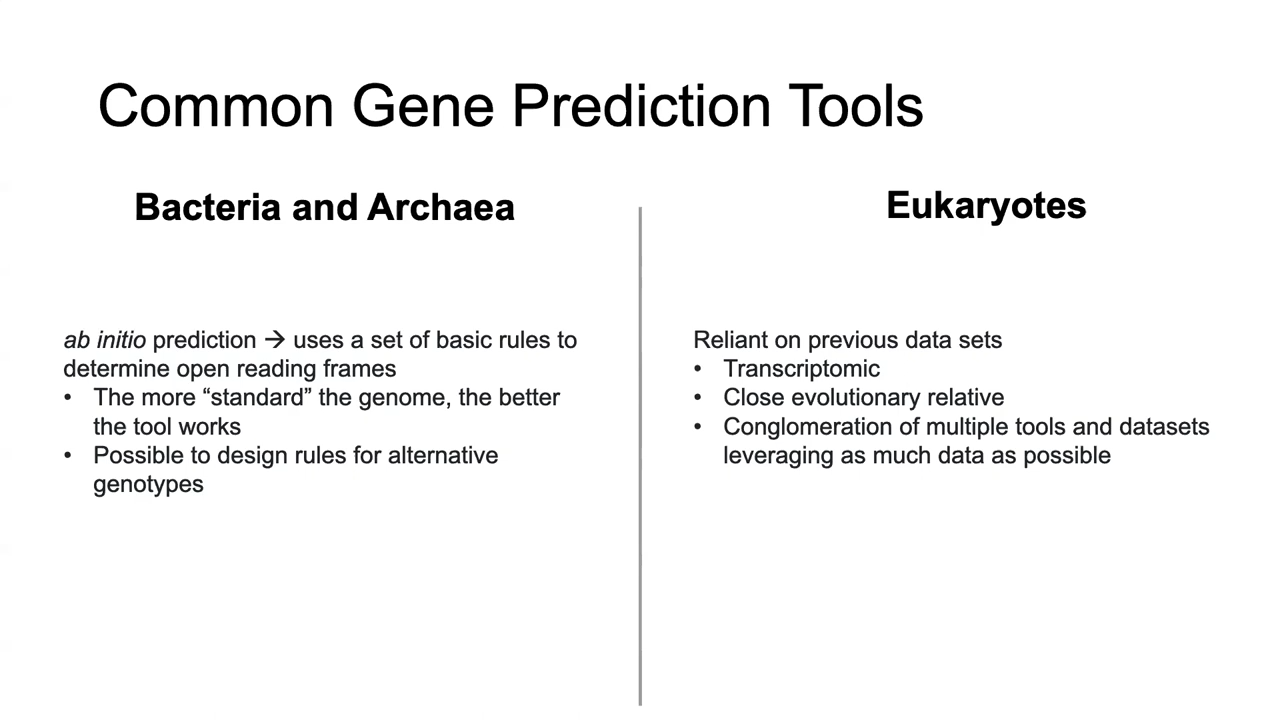 Common Gene Prediction Tools
Bacteria and Archaea
ab initio prediction → uses a set of basic rules to
determine open reading frames
• The more “standard” the genome, the better
the tool works
• Possible to design rules for alternative
genotypes
Eukaryotes
Reliant on previous data sets
• Transcriptomic
• Close evolutionary relative
• Conglomeration of multiple tools and datasets
leveraging as much data as possible